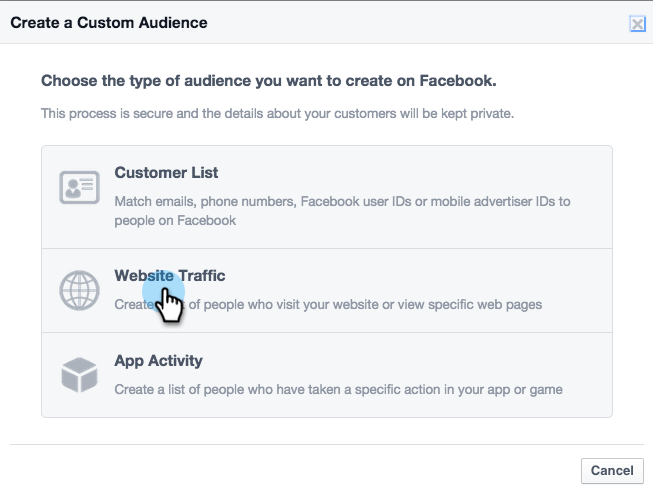 Create a Custom Audience
Choose the type of audience you want to create on Facebook.
This process is secure and the details about your customers will be kept private.
Customer List
Match emails, phone numbers, Facebook user IDs or mobile advertiser IDs to
people on Facebook
Website Traffic
Create of people who visit your website or view specific web pages
App Activity
Create a list of people who have taken a specific action in your app or game
Cancel